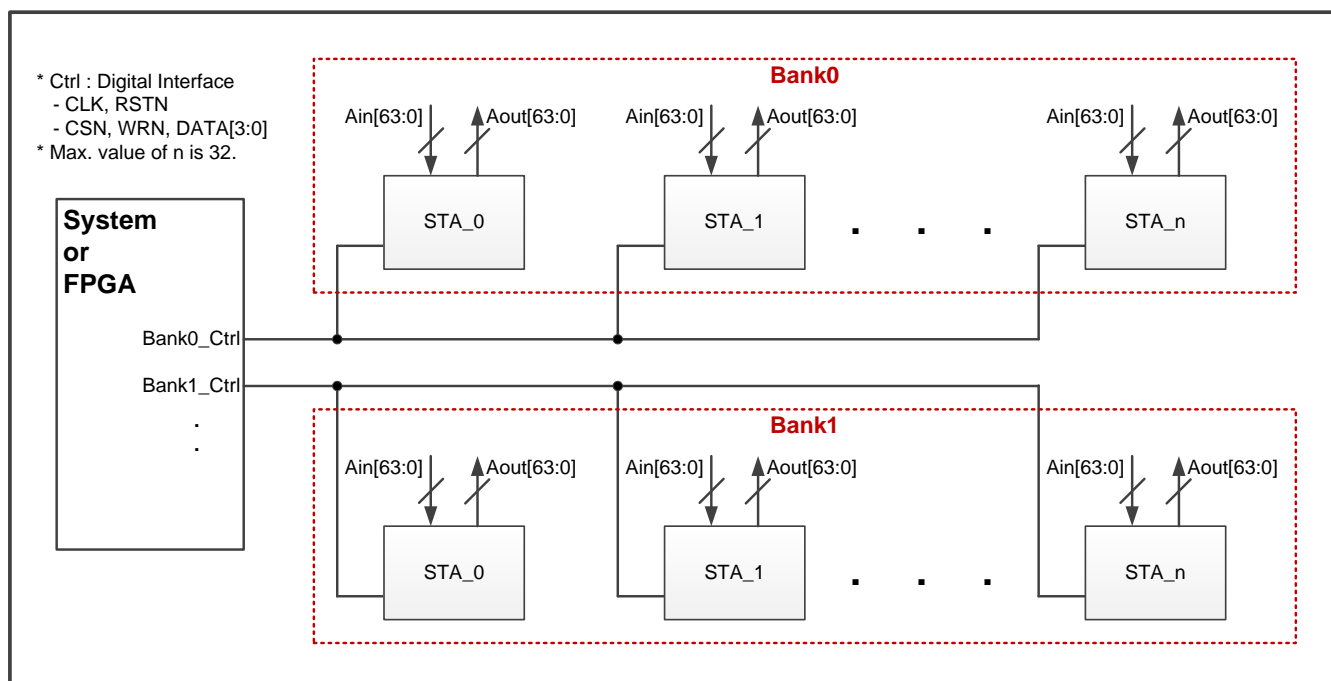 * Ctrl : Digital Interface
- CLK, RSTN
- CSN, WRN, DATA[3:0]
* Max. value of n is 32.
Bank0
Ain[63:0] Aout[63:0] Ain[63:0] Aout[63:0] Ain[63:0] Aout[63:0]
STA_0 STA_1 . . . STA_n
System
or
FPGA
Bank0_Ctrl
Bank1_Ctrl
.
.
Bank1
Ain[63:0] Aout[63:0] Ain[63:0] Aout[63:0] Ain[63:0] Aout[63:0]
STA_0 STA_1 . . . STA_n